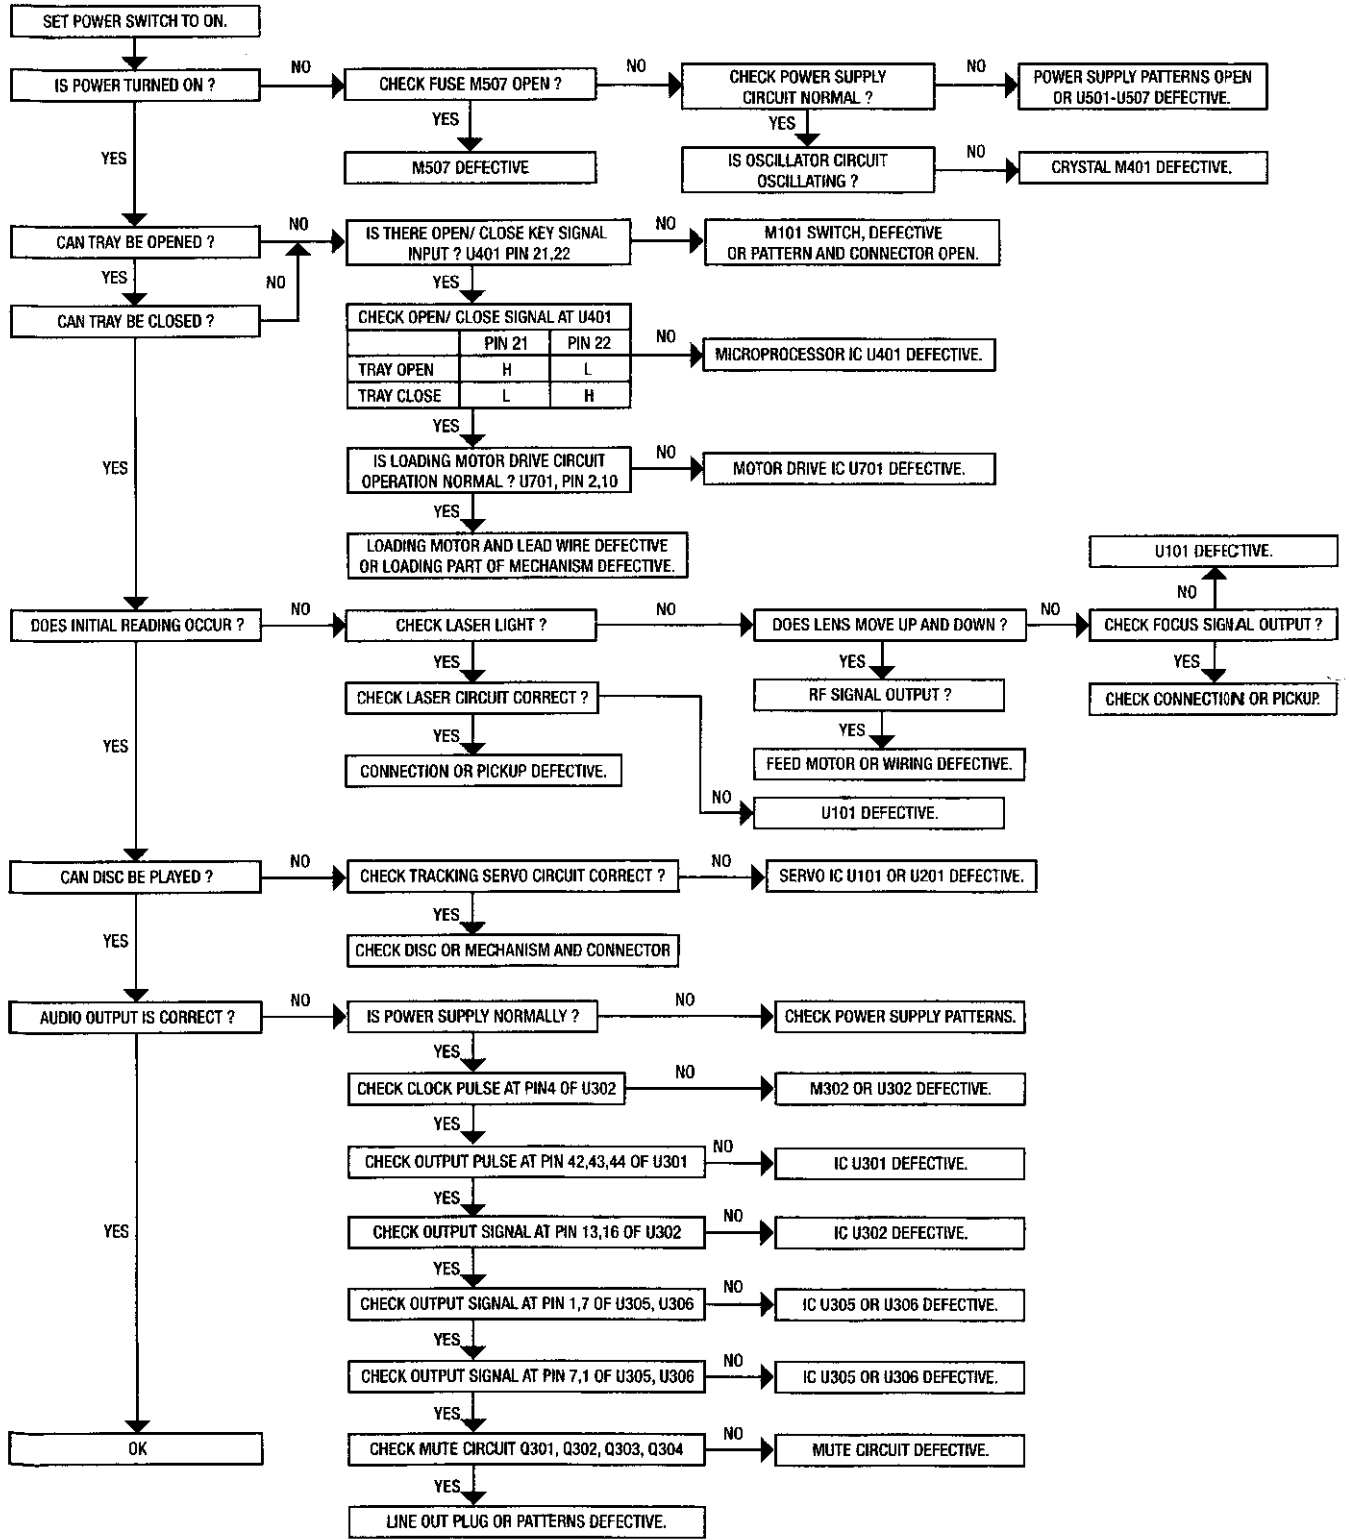 SET POWER SWITCH TO ON.
IS POWER TURNED ON ?
NO
CHECK FUSE M507 OPEN ?
NO
CHECK POWER SUPPLY
CIRCUIT NORMAL ?
NO
POWER SUPPLY PATTERNS OPEN
OR U501-U507 DEFECTIVE.
YES
YES
YES
M507 DEFECTIVE
IS OSCILLATOR CIRCUIT
OSCILLATING ?
NO
CRYSTAL M401 DEFECTIVE.
CAN TRAY BE OPENED ?
NO
IS THERE OPEN/ CLOSE KEY SIGNAL
INPUT ? U401 PIN 21,22
NO
M101 SWITCH, DEFECTIVE
OR PATTERN AND CONNECTOR OPEN.
YES
NO
YES
CAN TRAY BE CLOSED ?
CHECK OPEN/ CLOSE SIGNAL AT U401
PIN 21 PIN 22
TRAY OPEN H L
TRAY CLOSE L H
NO
MICROPROCESSOR IC U401 DEFECTIVE.
YES
YES
IS LOADING MOTOR DRIVE CIRCUIT
OPERATION NORMAL ? U701, PIN 2,10
NO
MOTOR DRIVE IC U701 DEFECTIVE.
YES
LOADING MOTOR AND LEAD WIRE DEFECTIVE
OR LOADING PART OF MECHANISM DEFECTIVE.
U101 DEFECTIVE.
NO
DOES INITIAL READING OCCUR ?
NO
CHECK LASER LIGHT ?
NO
DOES LENS MOVE UP AND DOWN ?
NO
CHECK FOCUS SIGNAL OUTPUT ?
YES
YES
YES
CHECK LASER CIRCUIT CORRECT ?
RF SIGNAL OUTPUT ?
CHECK CONNECTION OR PICKUP.
YES
YES
YES
CONNECTION OR PICKUP DEFECTIVE.
FEED MOTOR OR WIRING DEFECTIVE.
NO
U101 DEFECTIVE.
CAN DISC BE PLAYED ?
NO
CHECK TRACKING SERVO CIRCUIT CORRECT ?
NO
SERVO IC U101 OR U201 DEFECTIVE.
YES
YES
CHECK DISC OR MECHANISM AND CONNECTOR
AUDIO OUTPUT IS CORRECT ?
NO
IS POWER SUPPLY NORMALLY ?
NO
CHECK POWER SUPPLY PATTERNS.
YES
CHECK CLOCK PULSE AT PIN4 OF U302
NO
M302 OR U302 DEFECTIVE.
YES
CHECK OUTPUT PULSE AT PIN 42,43,44 OF U301
NO
IC U301 DEFECTIVE.
YES
YES
CHECK OUTPUT SIGNAL AT PIN 13,16 OF U302
NO
IC U302 DEFECTIVE.
YES
CHECK OUTPUT SIGNAL AT PIN 1,7 OF U305, U306
NO
IC U305 OR U306 DEFECTIVE.
YES
CHECK OUTPUT SIGNAL AT PIN 7,1 OF U305, U306
NO
IC U305 OR U306 DEFECTIVE.
YES
OK
CHECK MUTE CIRCUIT Q301, Q302, Q303, Q304
NO
MUTE CIRCUIT DEFECTIVE.
YES
LINE OUT PLUG OR PATTERNS DEFECTIVE.